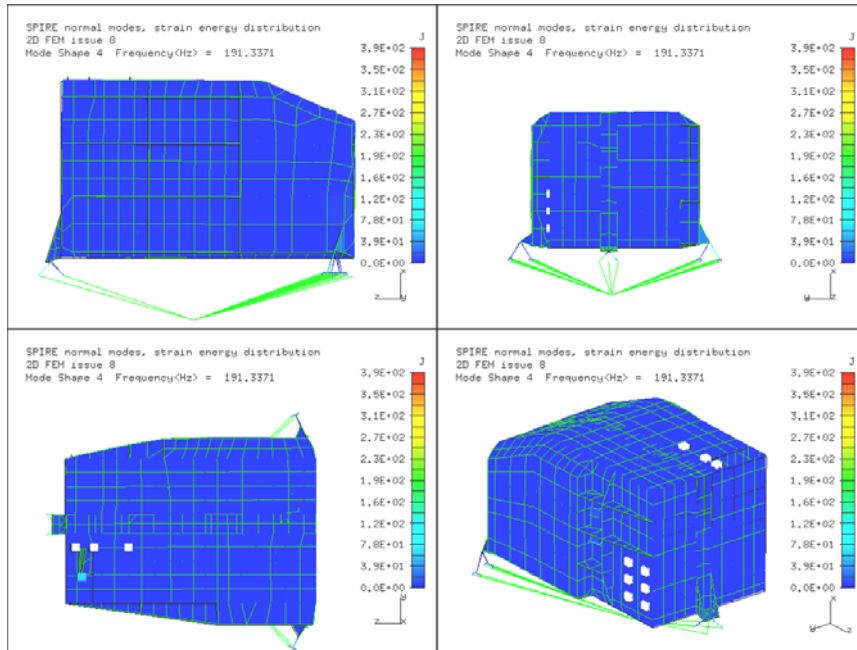 SPIRE normal modes, strain energy distribution
2D FEM issue 8
Mode Shape 4 Frequency(Hz) = 191.3371
J
3.9E+02
3.5E+02
3.1E+02
2.7E+02
2.3E+02
1.9E+02
1.6E+02
1.2E+02
7.8E+01
3.9E+01
0.0E+00
x
z
y
SPIRE normal modes, strain energy distribution
2D FEM issue 8
Mode Shape 4 Frequency(Hz) = 191.3371
J
3.9E+02
3.5E+02
3.1E+02
2.7E+02
2.3E+02
1.9E+02
1.6E+02
1.2E+02
7.8E+01
3.9E+01
0.0E+00
x
y
z
SPIRE normal modes, strain energy distribution
2D FEM issue 8
Mode Shape 4 Frequency(Hz) = 191.3371
J
3.9E+02
3.5E+02
3.1E+02
2.7E+02
2.3E+02
1.9E+02
1.6E+02
1.2E+02
7.8E+01
3.9E+01
0.0E+00
y
z
x
SPIRE normal modes, strain energy distribution
2D FEM issue 8
Mode Shape 4 Frequency(Hz) = 191.3371
J
3.9E+02
3.5E+02
3.1E+02
2.7E+02
2.3E+02
1.9E+02
1.6E+02
1.2E+02
7.8E+01
3.9E+01
0.0E+00
x
y
z